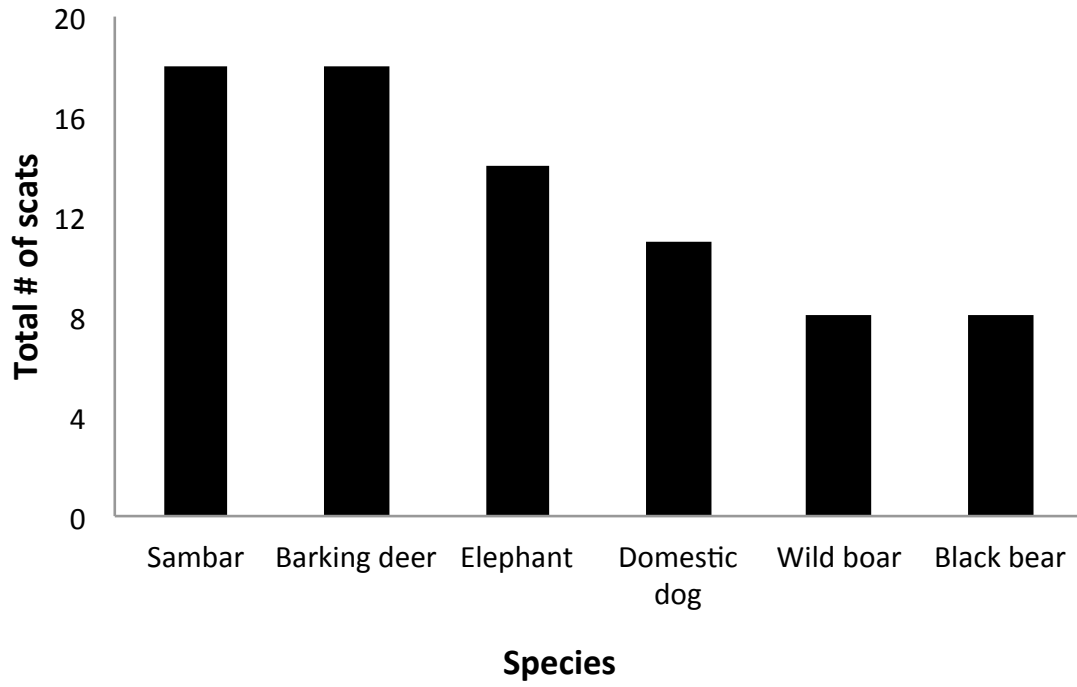 Total # of scats
20
16
12
8
4
0
Sambar
Barking deer
Elephant
Domestic
dog
Wild boar
Black bear
Species